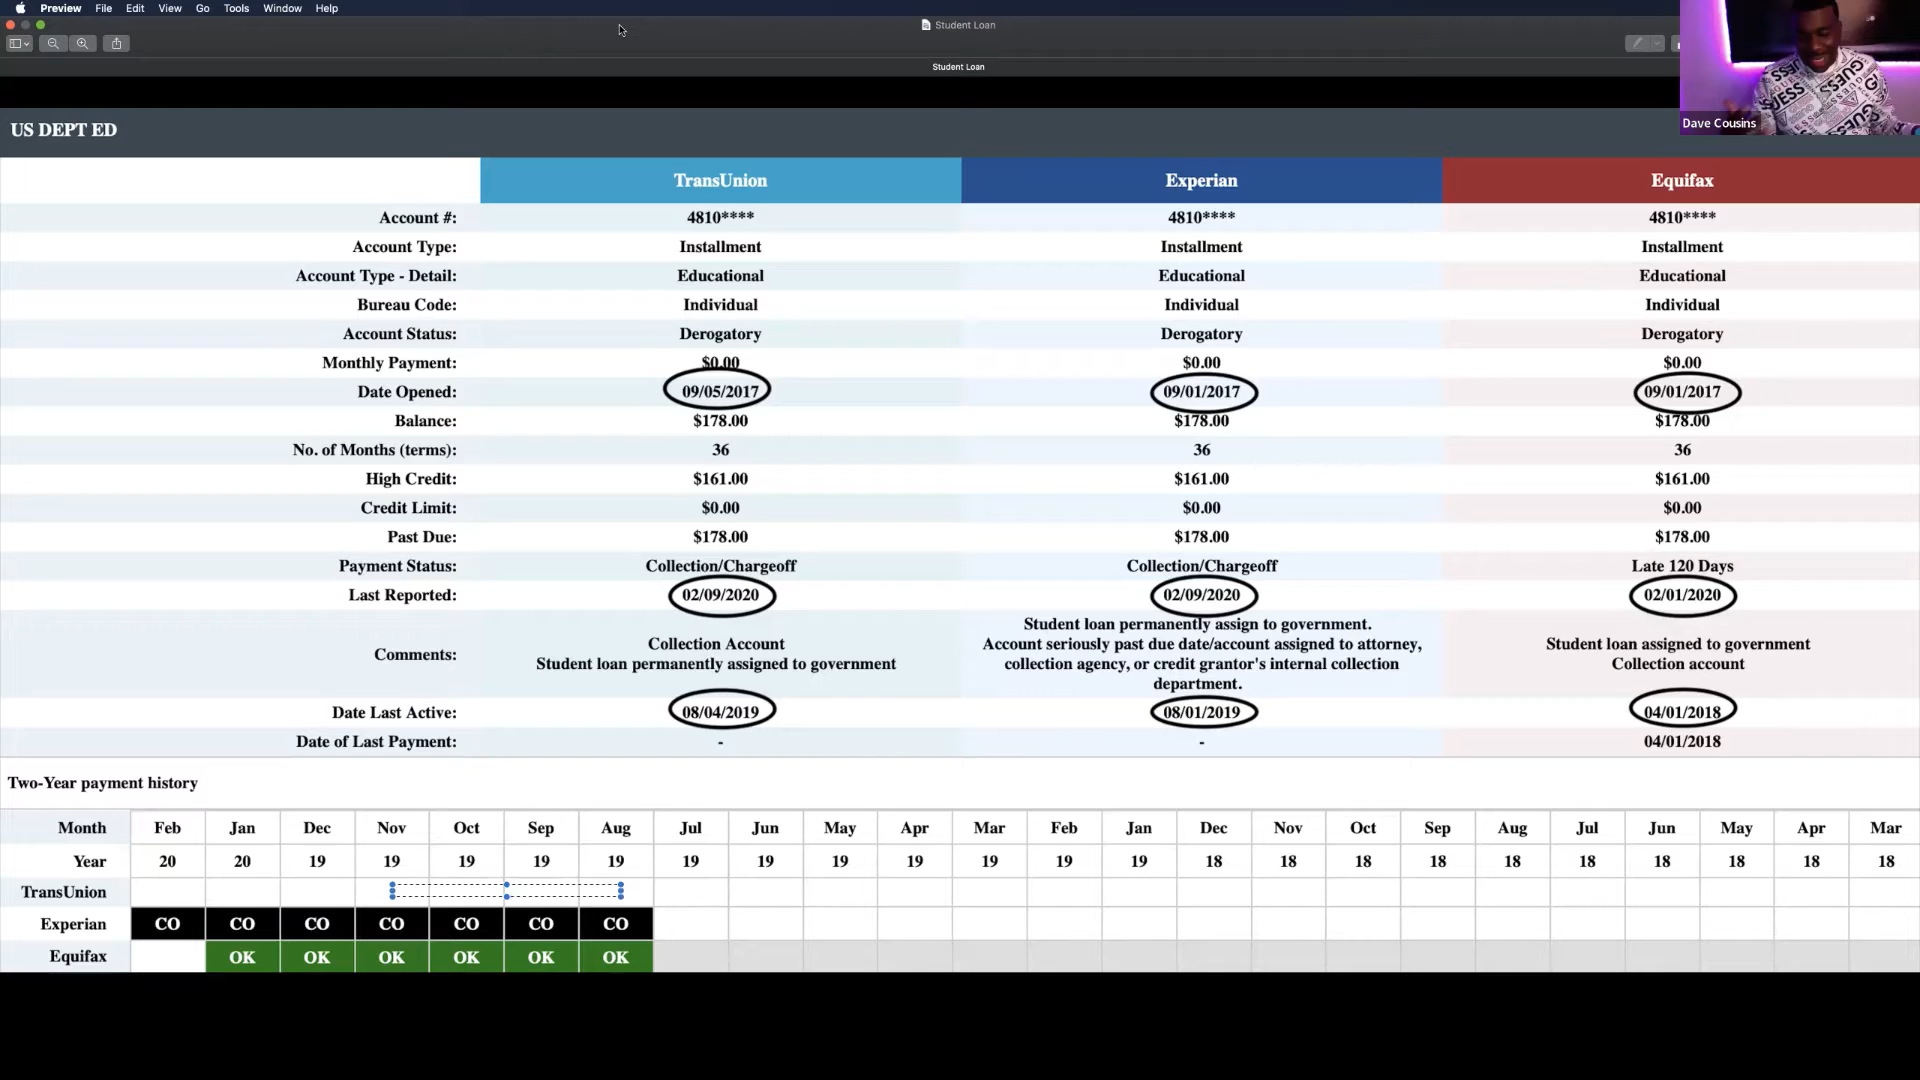 Preview File Edit View Go Tools Window Help
Student Loan
Student Loan
Dave Cousins
US DEPT ED
TransUnion Experian Equifax
Account #: 4810**** 4810**** 4810****
Account Type: Installment Installment Installment
Account Type - Detail: Educational Educational Educational
Bureau Code: Individual Individual Individual
Account Status: Derogatory Derogatory Derogatory
Monthly Payment: $0.00 $0.00 $0.00
Date Opened: 09/05/2017 09/01/2017 09/01/2017
Balance: $178.00 $178.00 $178.00
No. of Months (terms): 36 36 36
High Credit: $161.00 $161.00 $161.00
Credit Limit: $0.00 $0.00 $0.00
Past Due: $178.00 $178.00 $178.00
Payment Status: Collection/Chargeoff Collection/Chargeoff Late 120 Days
Last Reported: 02/09/2020 02/09/2020 02/01/2020
Comments:
Collection Account
Student loan permanently assigned to government
Student loan permanently assign to government.
Account seriously past due date/account assigned to attorney,
collection agency, or credit grantor's internal collection
department.
Student loan assigned to government
Collection account
Date Last Active: 08/04/2019 08/01/2019 04/01/2018
Date of Last Payment: - - 04/01/2018
Two-Year payment history
Month Feb Jan Dec Nov Oct Sep Aug Jul Jun May Apr Mar Feb Jan Dec Nov Oct Sep Aug Jul Jun May Apr Mar
Year 20 20 19 19 19 19 19 19 19 19 19 19 19 19 18 18 18 18 18 18 18 18 18 18
TransUnion
Experian CO CO CO CO CO CO CO
Equifax OK OK OK OK OK OK